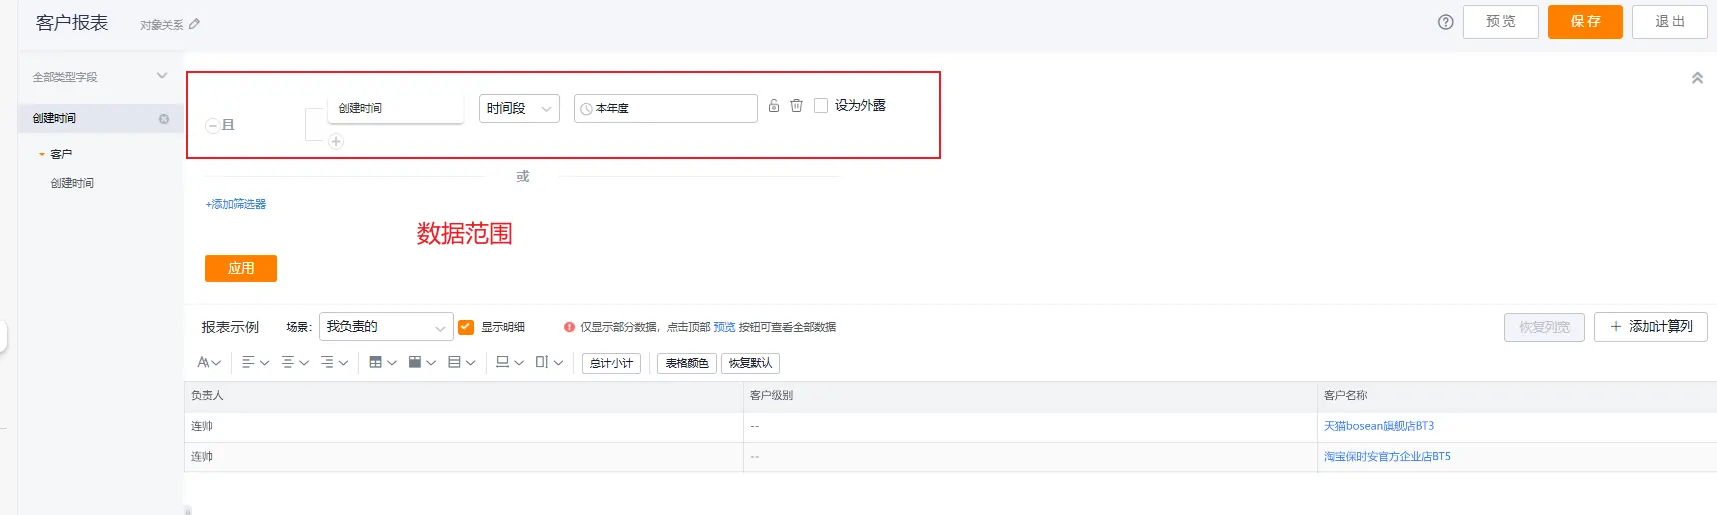 客户报表 对象关系 预览 保存 退出
全部类型字段
创建时间
客户
创建时间
且 创建时间 时间段 本年度 设为外露
或
+添加筛选器
数据范围
应用
报表示例 场景: 我负责的 显示明细 仅显示部分数据，点击顶部 预览 按钮可查看全部数据 恢复列宽 + 添加计算列
总计小计 表格颜色 恢复默认
负责人 客户级别 客户名称
连帅 -- 天猫bosean旗舰店BT3
连帅 -- 淘宝保时安官方企业店BT5